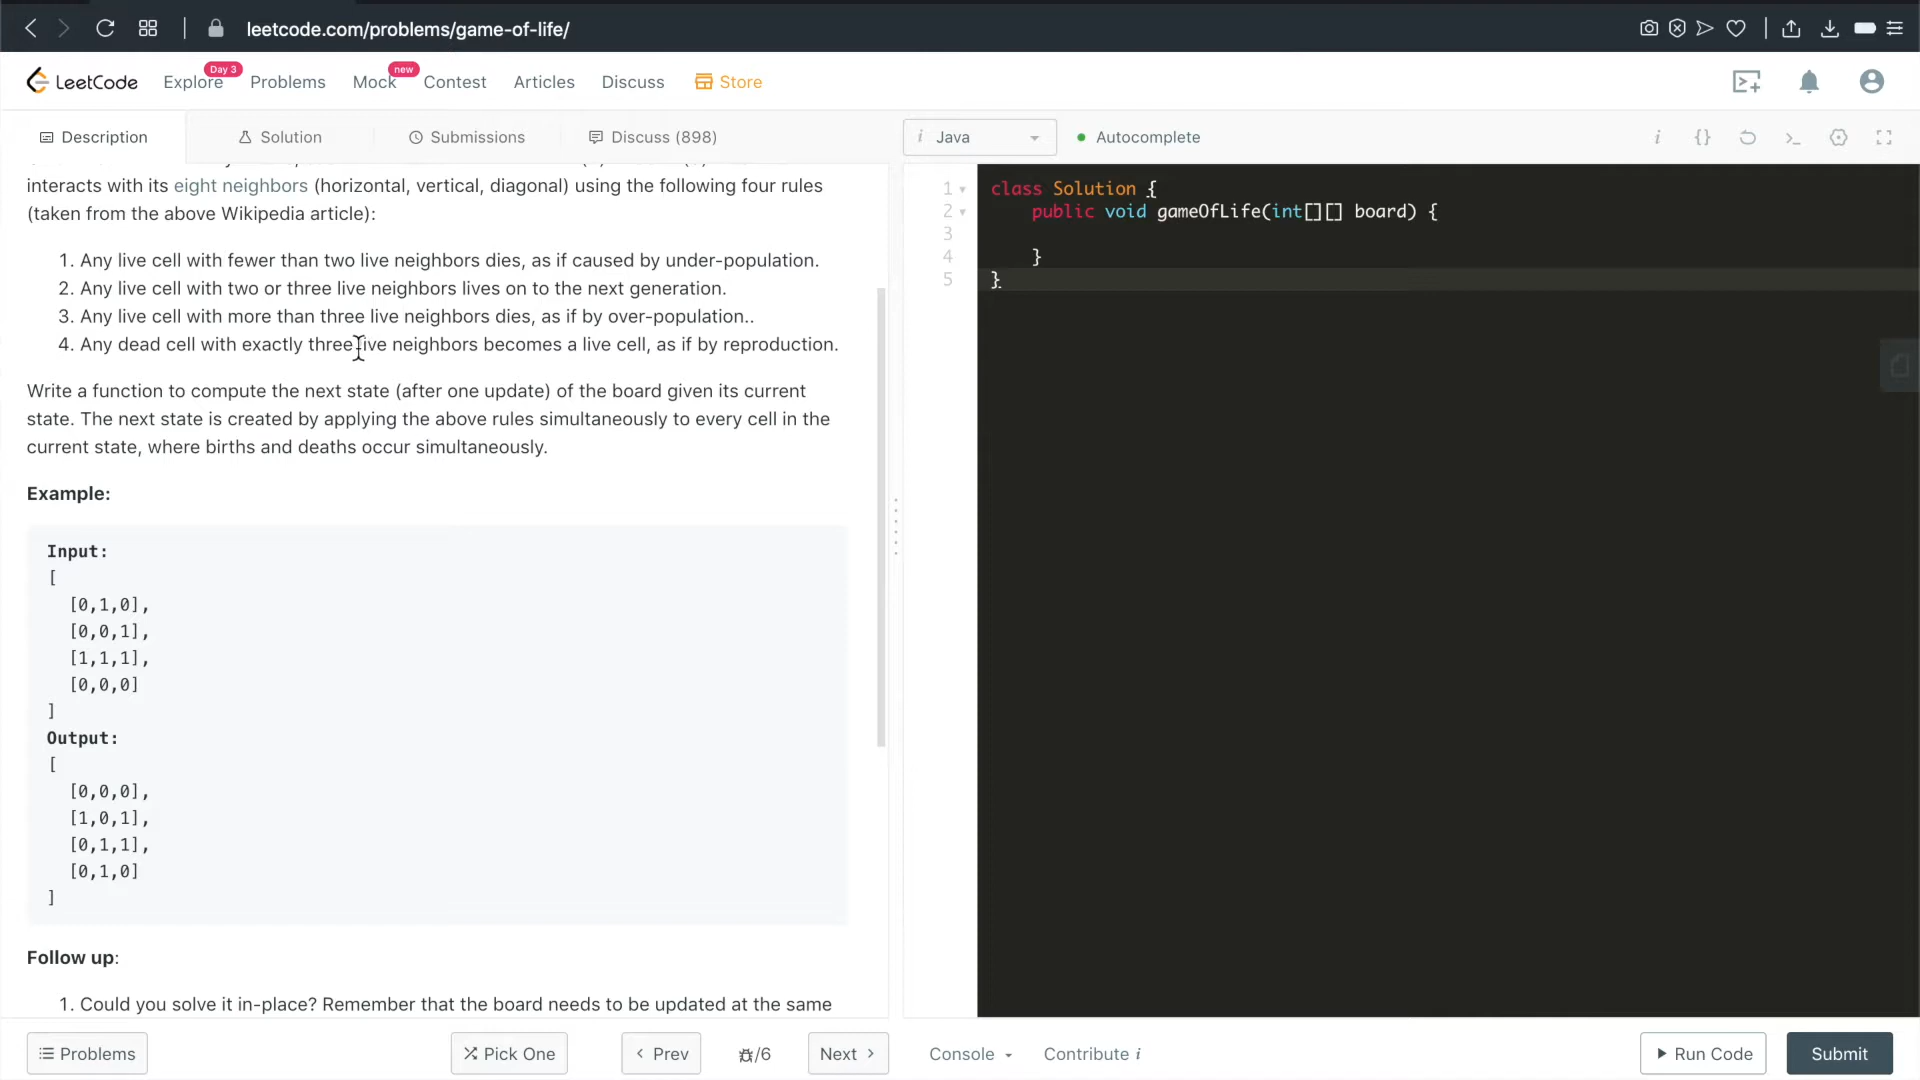 leetcode.com/problems/game-of-life/
LeetCode Explore Day 3 Problems Mock new Contest Articles Discuss Store
Description Solution Submissions Discuss (898) i Java Autocomplete i {}
interacts with its eight neighbors (horizontal, vertical, diagonal) using the following four rules
(taken from the above Wikipedia article):
1. Any live cell with fewer than two live neighbors dies, as if caused by under-population.
2. Any live cell with two or three live neighbors lives on to the next generation.
3. Any live cell with more than three live neighbors dies, as if by over-population..
4. Any dead cell with exactly three live neighbors becomes a live cell, as if by reproduction.
Write a function to compute the next state (after one update) of the board given its current
state. The next state is created by applying the above rules simultaneously to every cell in the
current state, where births and deaths occur simultaneously.
Example:
Input:
[
[0,1,0],
[0,0,1],
[1,1,1],
[0,0,0]
]
Output:
[
[0,0,0],
[1,0,1],
[0,1,1],
[0,1,0]
]
Follow up:
1. Could you solve it in-place? Remember that the board needs to be updated at the same
1 class Solution {
2 public void gameOfLife(int[][] board) {
3
4 }
5 }
Problems Pick One < Prev /6 Next > Console Contribute i Run Code Submit